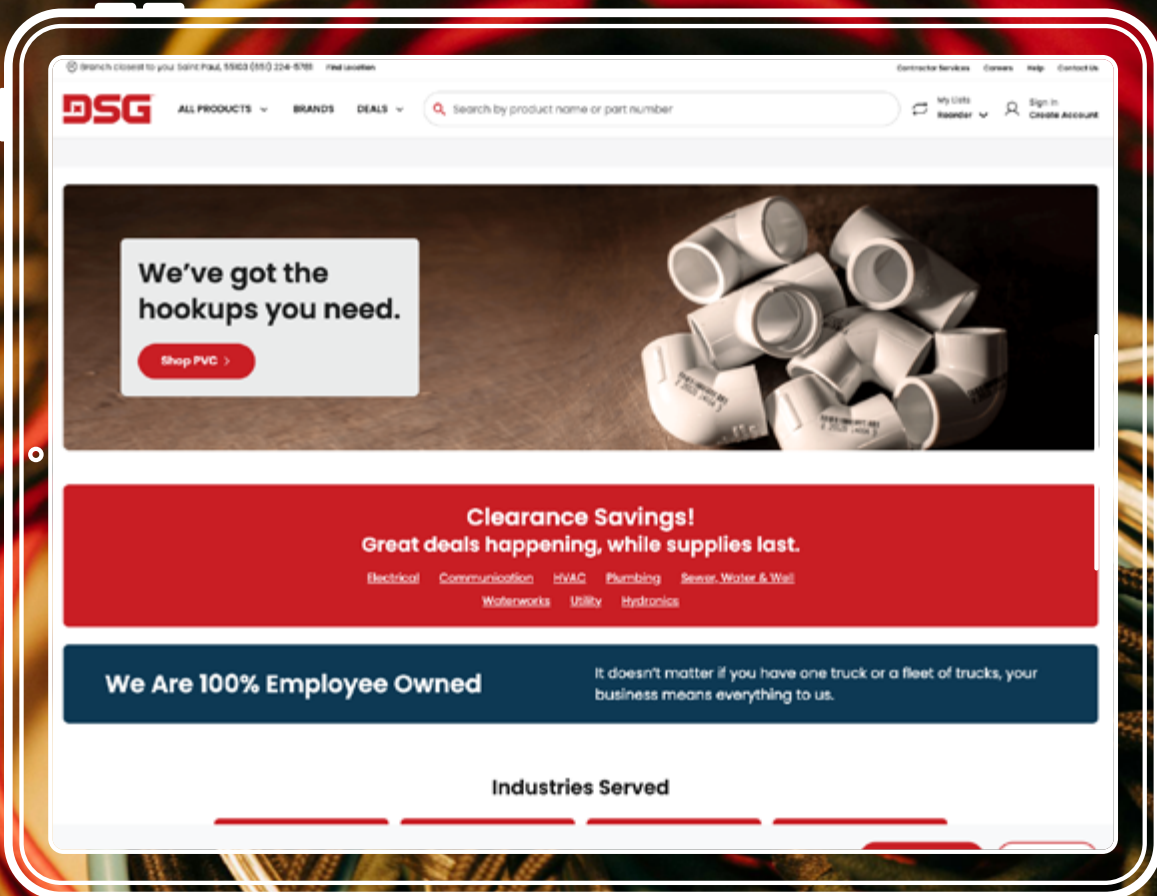 Branch closest to you: Saint Paul, 55103 (651) 224-5781 Find Location
Contractor Services Careers Help Contact Us
DSG
ALL PRODUCTS BRANDS DEALS
Search by product name or part number
My Lists
Reorder
Sign In
Create Account
We've got the
hookups you need.
Shop PVC >
Clearance Savings!
Great deals happening, while supplies last.
Electrical Communication HVAC Plumbing Sewer, Water & Well
Waterworks Utility Hydronics
We Are 100% Employee Owned
It doesn't matter if you have one truck or a fleet of trucks, your
business means everything to us.
Industries Served